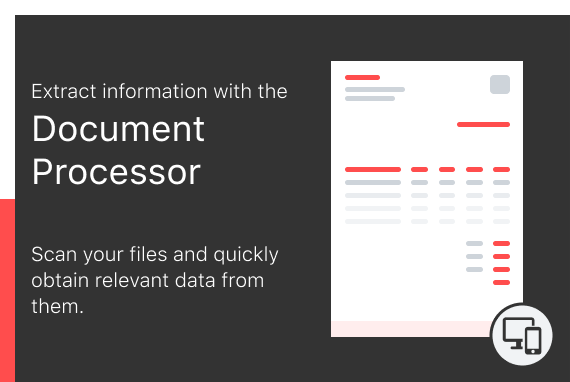 Extract information with the
Document
Processor
Scan your files and quickly
obtain relevant data from
them.